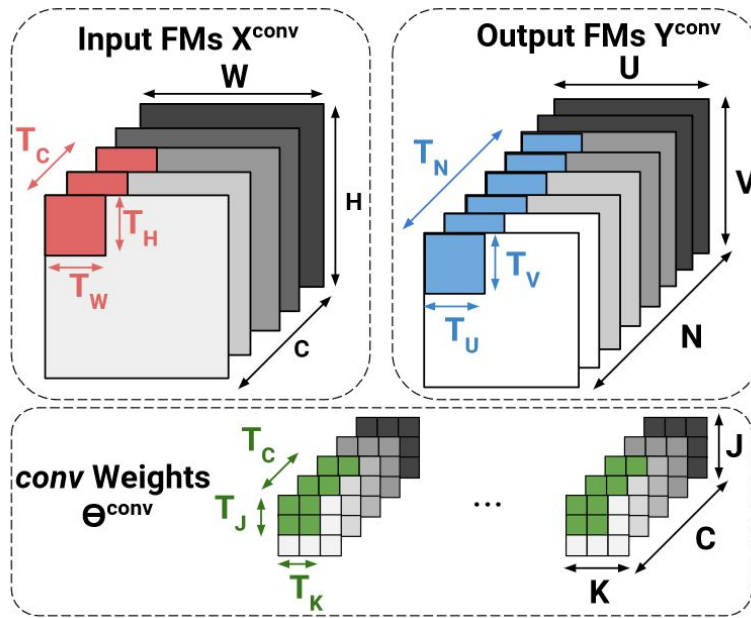 Input FMs X^conv
W
T_C
H
T_H
T_W
C
Output FMs Y^conv
U
T_N
V
T_V
T_U
N
conv Weights
Θ^conv
T_C
T_J
T_K
...
J
C
K